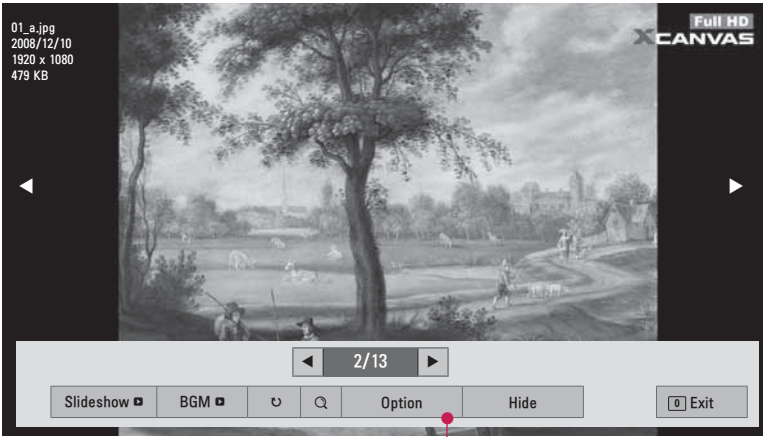 01_a.jpg
2008/12/10
1920 x 1080
479 KB
Full HD
XCANVAS
2/13
Slideshow
BGM
Option
Hide
0 Exit